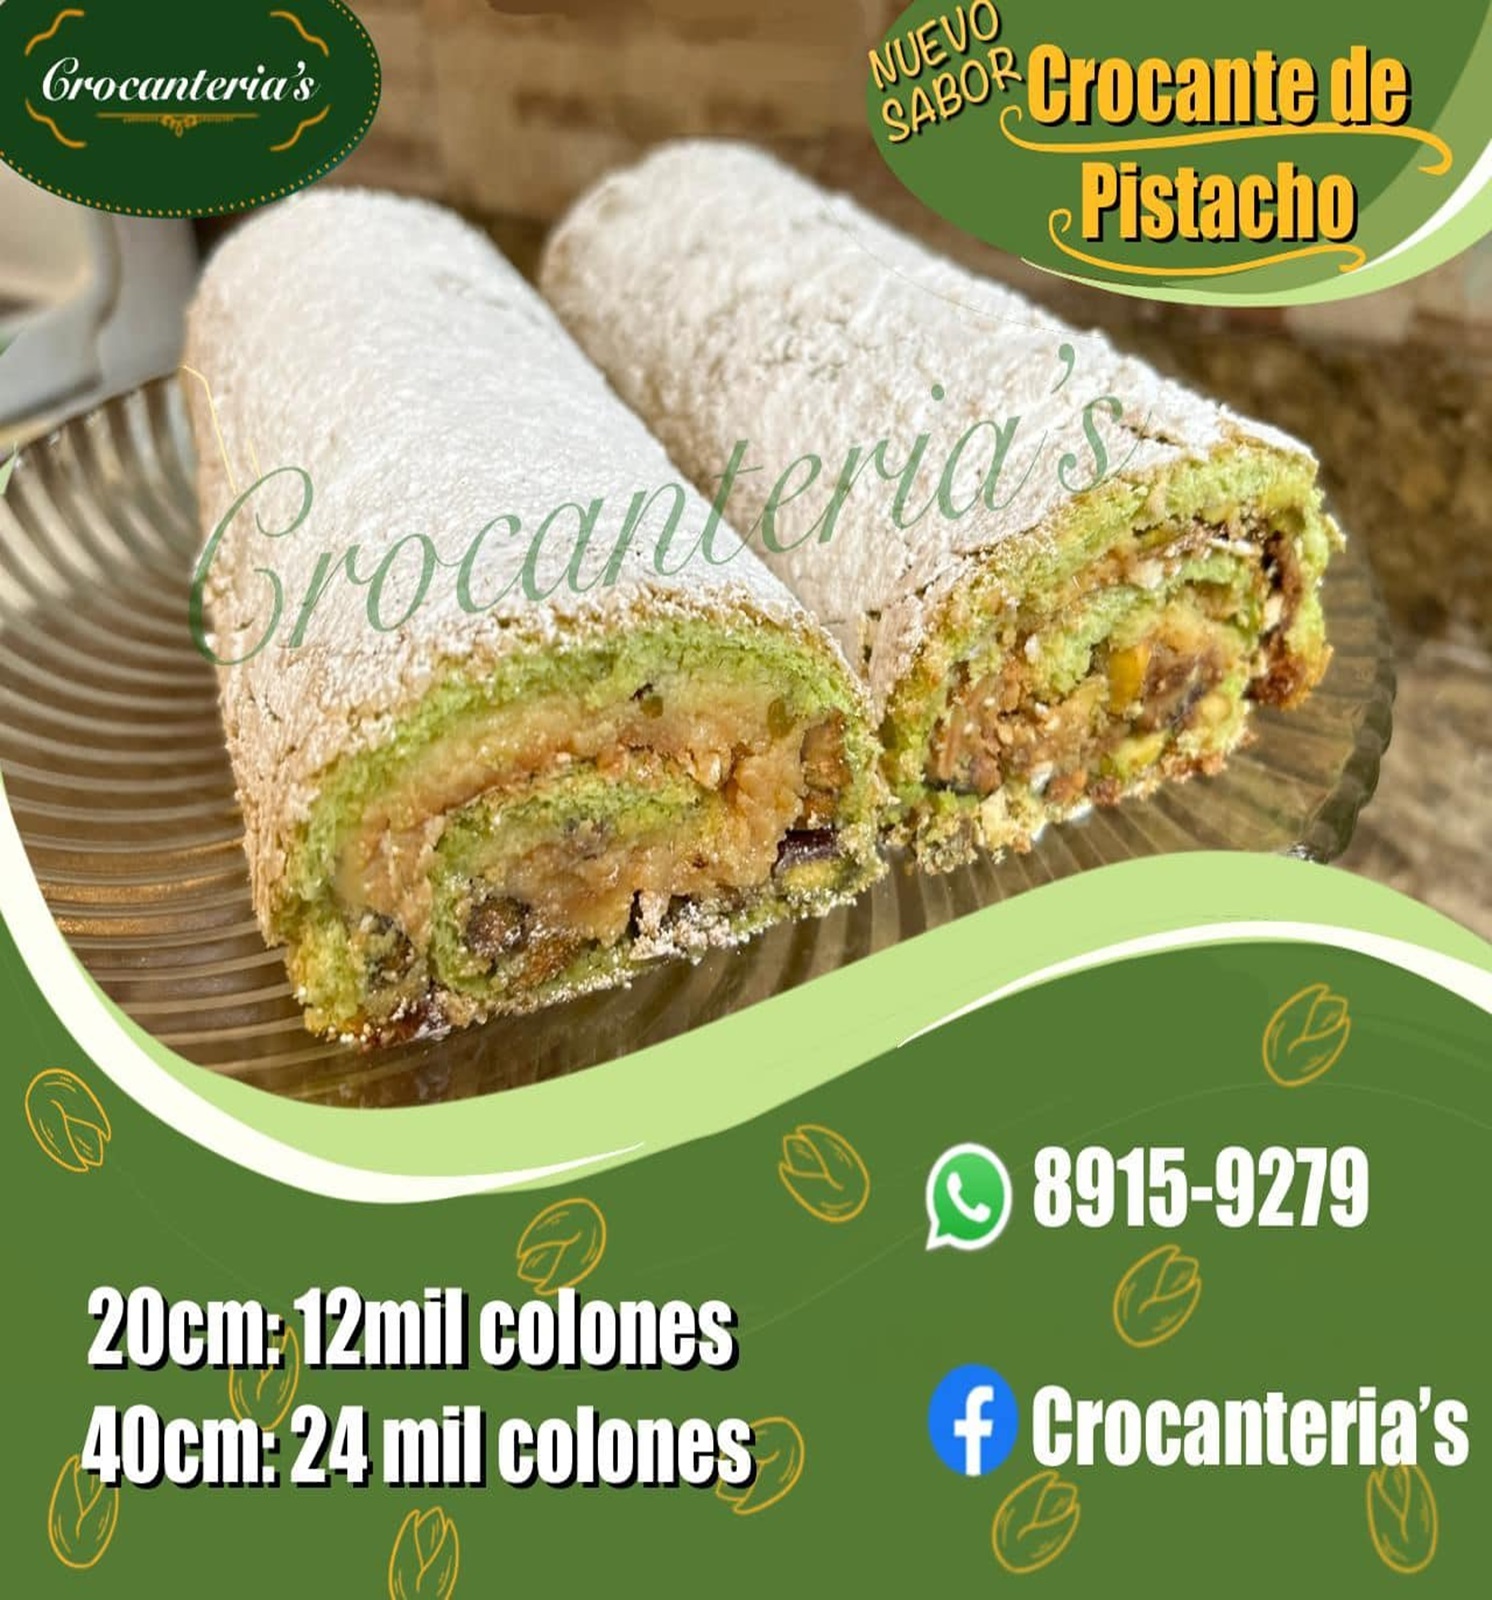 Crocanteria's
NUEVO
SABOR
Crocante de
Pistacho
Crocanteria's
8915-9279
20cm: 12mil colones
40cm: 24 mil colones
Crocanteria's